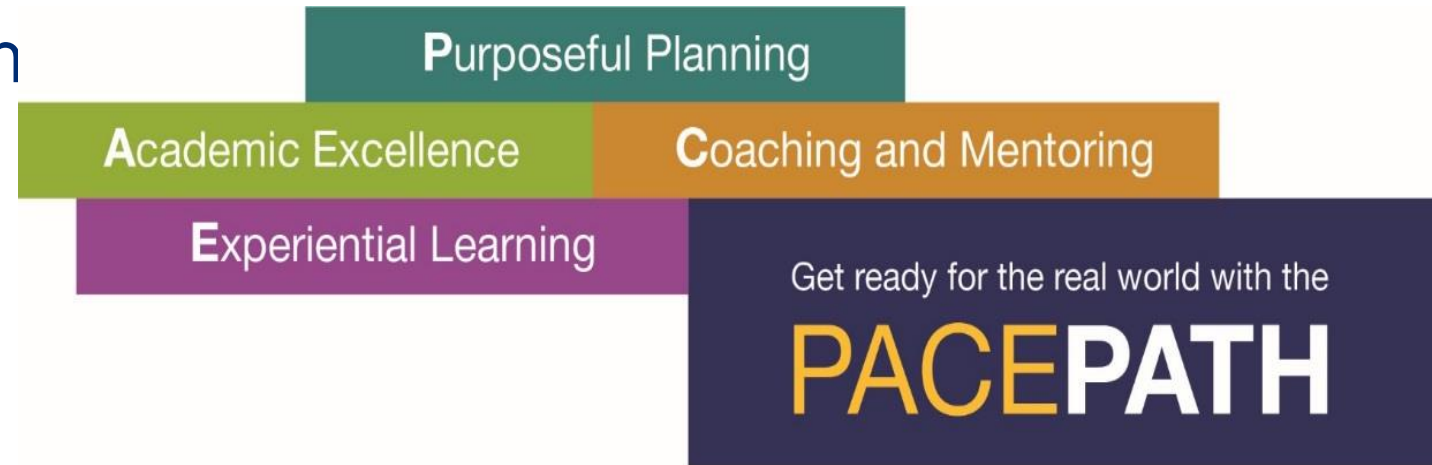 Purposeful Planning
Academic Excellence
Coaching and Mentoring
Experiential Learning
Get ready for the real world with the
PACEPATH